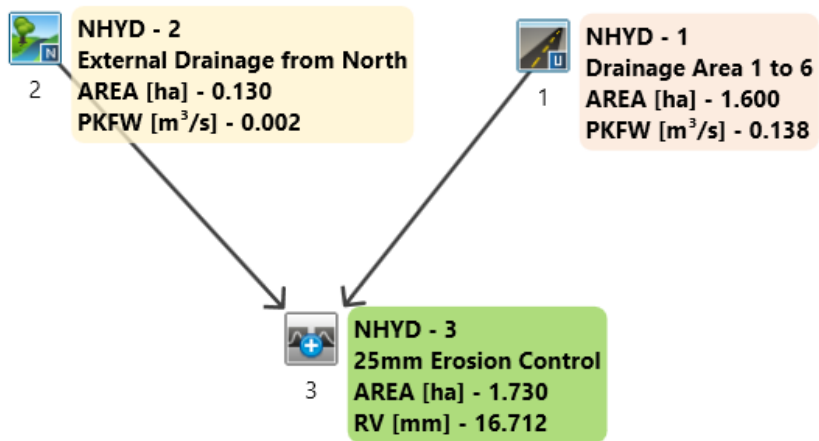 N
NHYD - 2
External Drainage from North
AREA [ha] - 0.130
PKFW [m³/s] - 0.002
2
U
NHYD - 1
Drainage Area 1 to 6
AREA [ha] - 1.600
PKFW [m³/s] - 0.138
1
NHYD - 3
25mm Erosion Control
AREA [ha] - 1.730
RV [mm] - 16.712
3